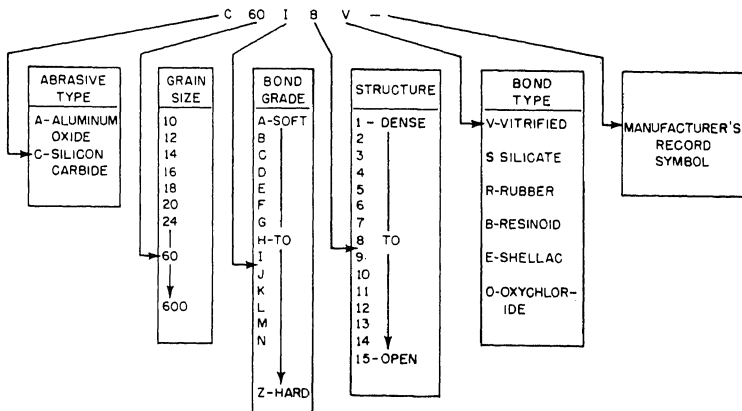 C 60 I 8 V -
ABRASIVE
TYPE
A-ALUMINUM
OXIDE
C-SILICON
CARBIDE
GRAIN
SIZE
10
12
14
16
18
20
24
60
600
BOND
GRADE
A-SOFT
B
C
D
E
F
G
H-TO
I
J
K
L
M
N
Z-HARD
STRUCTURE
1 - DENSE
2
3
4
5
6
7
8 TO
9
10
11
12
13
14
15-OPEN
BOND
TYPE
V-VITRIFIED
S SILICATE
R-RUBBER
B-RESINOID
E-SHELLAC
O-OXYCHLOR-
IDE
MANUFACTURER'S
RECORD
SYMBOL